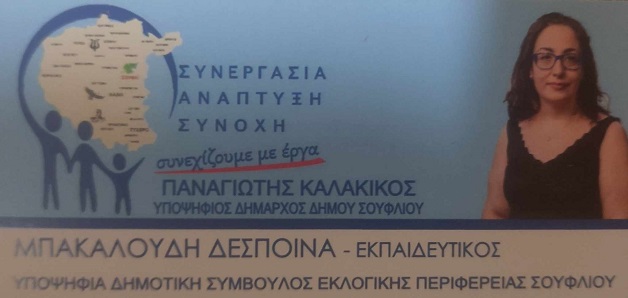 ΣΥΝΕΡΓΑΣΙΑ
ΑΝΑΠΤΥΞΗ
ΣΥΝΟΧΗ
συνεχίζουμε με έργα
ΠΑΝΑΓΙΩΤΗΣ ΚΑΛΑΚΙΚΟΣ
ΥΠΟΨΗΦΙΟΣ ΔΗΜΑΡΧΟΣ ΔΗΜΟΥ ΣΟΥΦΛΙΟΥ
ΜΠΑΚΑΛΟΥΔΗ ΔΕΣΠΟΙΝΑ - ΕΚΠΑΙΔΕΥΤΙΚΟΣ
ΥΠΟΨΗΦΙΑ ΔΗΜΟΤΙΚΗ ΣΥΜΒΟΥΛΟΣ ΕΚΛΟΓΙΚΗΣ ΠΕΡΙΦΕΡΕΙΑΣ ΣΟΥΦΛΙΟΥ